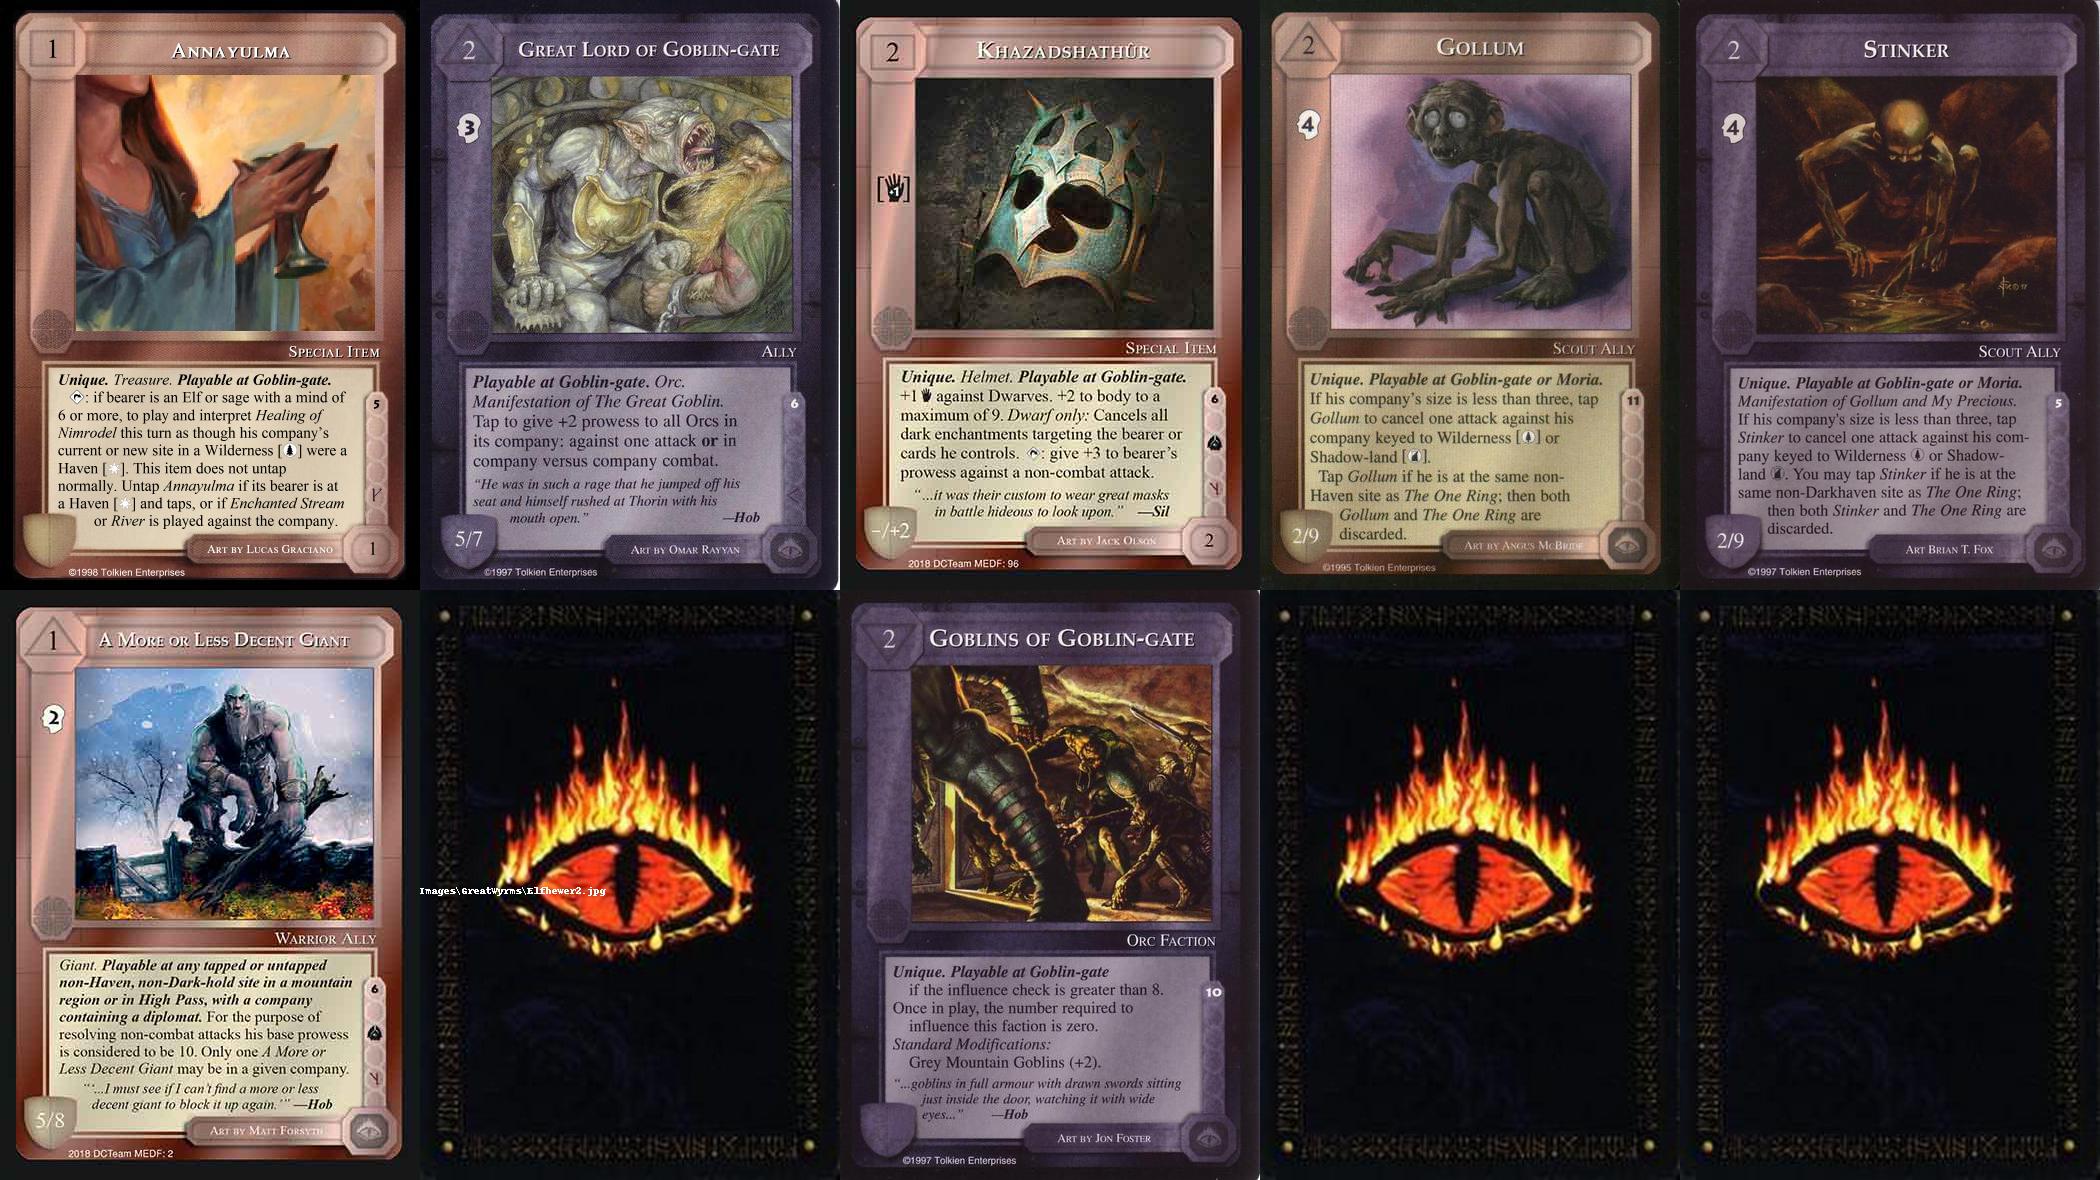 1
ANNAYULMA
SPECIAL ITEM
Unique. Treasure. Playable at Goblin-gate.
: if bearer is an Elf or sage with a mind of
6 or more, to play and interpret Healing of
Nimrodel this turn as though his company's
current or new site in a Wilderness [ ] were a
Haven [ ]. This item does not untap
normally. Untap Annayulma if its bearer is at
a Haven [ ] and taps, or if Enchanted Stream
or River is played against the company.
5
ART BY LUCAS GRACIANO
1
©1998 Tolkien Enterprises
2
GREAT LORD OF GOBLIN-GATE
3
ALLY
Playable at Goblin-gate. Orc.
Manifestation of The Great Goblin.
Tap to give +2 prowess to all Orcs in
its company: against one attack or in
company versus company combat.
"He was in such a rage that he jumped off his
seat and himself rushed at Thorin with his
mouth open." —Hob
6
5/7
ART BY OMAR RAYYAN
©1997 Tolkien Enterprises
2
KHAZADSHATHÛR
SPECIAL ITEM
Unique. Helmet. Playable at Goblin-gate.
+1 against Dwarves. +2 to body to a
maximum of 9. Dwarf only: Cancels all
dark enchantments targeting the bearer or
cards he controls. : give +3 to bearer's
prowess against a non-combat attack.
"...it was their custom to wear great masks
in battle hideous to look upon." —Sil
6
–/+2
ART BY JACK OLSON
2
2018 DCTeam MEDF: 96
2
GOLLUM
4
SCOUT ALLY
Unique. Playable at Goblin-gate or Moria.
If his company's size is less than three, tap
Gollum to cancel one attack against his
company keyed to Wilderness [ ] or
Shadow-land [ ].
Tap Gollum if he is at the same non-
Haven site as The One Ring; then both
Gollum and The One Ring are
discarded.
11
2/9
ART BY ANGUS MCBRIDE
©1995 Tolkien Enterprises
2
STINKER
4
SCOUT ALLY
Unique. Playable at Goblin-gate or Moria.
Manifestation of Gollum and My Precious.
If his company's size is less than three, tap
Stinker to cancel one attack against his com-
pany keyed to Wilderness or Shadow-
land . You may tap Stinker if he is at the
same non-Darkhaven site as The One Ring;
then both Stinker and The One Ring are
discarded.
5
2/9
ART BRIAN T. FOX
©1997 Tolkien Enterprises
1
A MORE OR LESS DECENT GIANT
2
WARRIOR ALLY
Giant. Playable at any tapped or untapped
non-Haven, non-Dark-hold site in a mountain
region or in High Pass, with a company
containing a diplomat. For the purpose of
resolving non-combat attacks his base prowess
is considered to be 10. Only one A More or
Less Decent Giant may be in a given company.
"'...I must see if I can't find a more or less
decent giant to block it up again.'" —Hob
6
5/8
ART BY MATT FORSYTH
2018 DCTeam MEDF: 2
Images\GreatWyrms\Elfhewer2.jpg
2
GOBLINS OF GOBLIN-GATE
ORC FACTION
Unique. Playable at Goblin-gate
if the influence check is greater than 8.
Once in play, the number required to
influence this faction is zero.
Standard Modifications:
Grey Mountain Goblins (+2).
"...goblins in full armour with drawn swords sitting
just inside the door, watching it with wide
eyes..." —Hob
10
ART BY JON FOSTER
©1997 Tolkien Enterprises